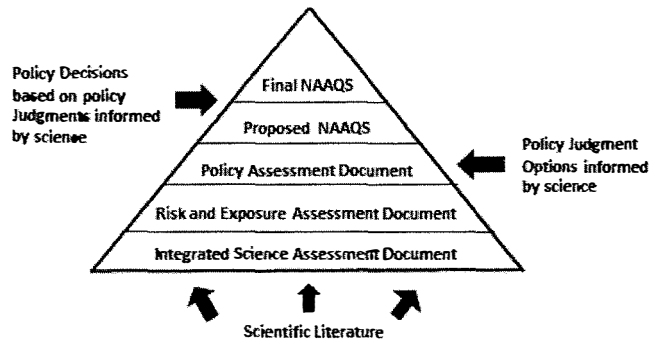 Policy Decisions
based on policy
Judgments informed
by science
Final NAAQS
Proposed NAAQS
Policy Assessment Document
Risk and Exposure Assessment Document
Integrated Science Assessment Document
Policy Judgment
Options informed
by science
Scientific Literature